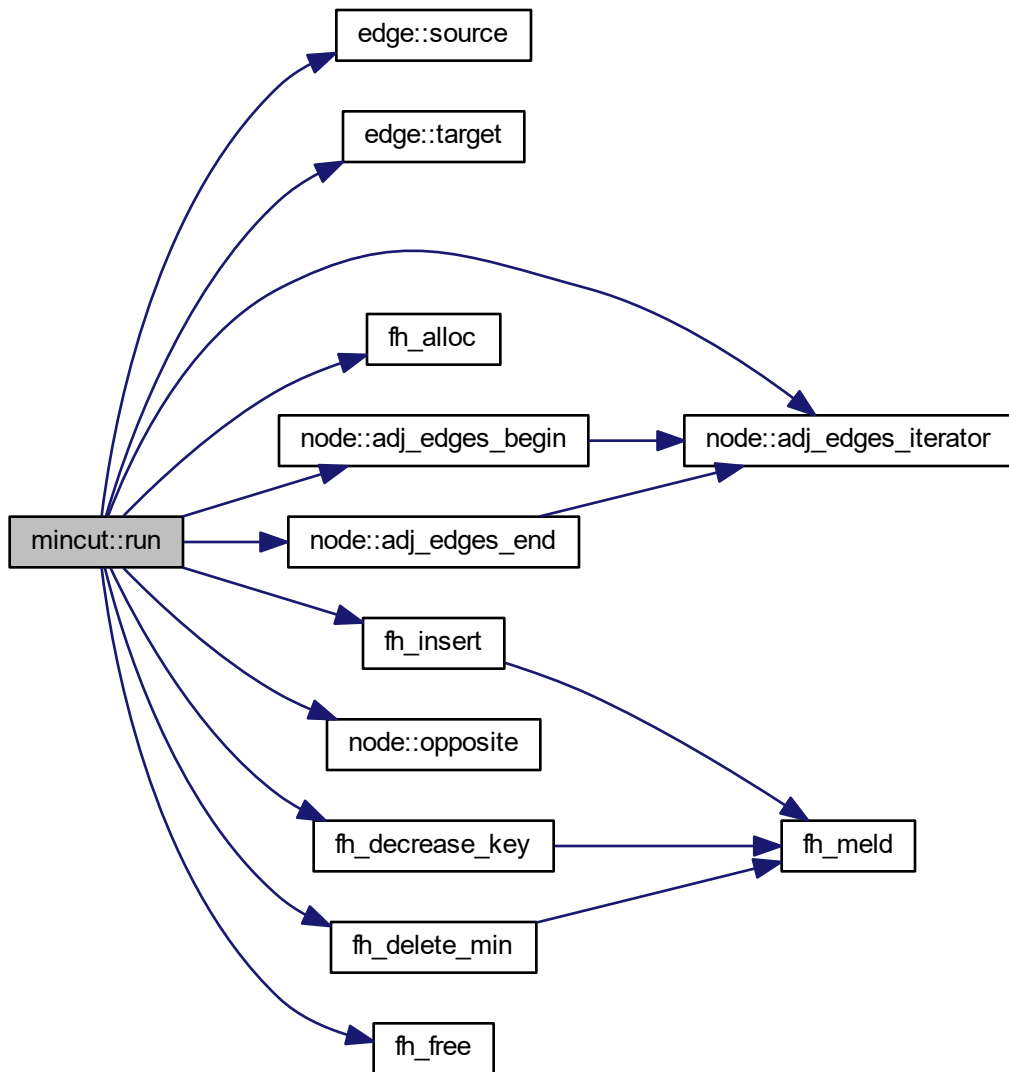 edge::source
edge::target
fh_alloc
node::adj_edges_begin
node::adj_edges_iterator
mincut::run
node::adj_edges_end
fh_insert
node::opposite
fh_decrease_key
fh_meld
fh_delete_min
fh_free